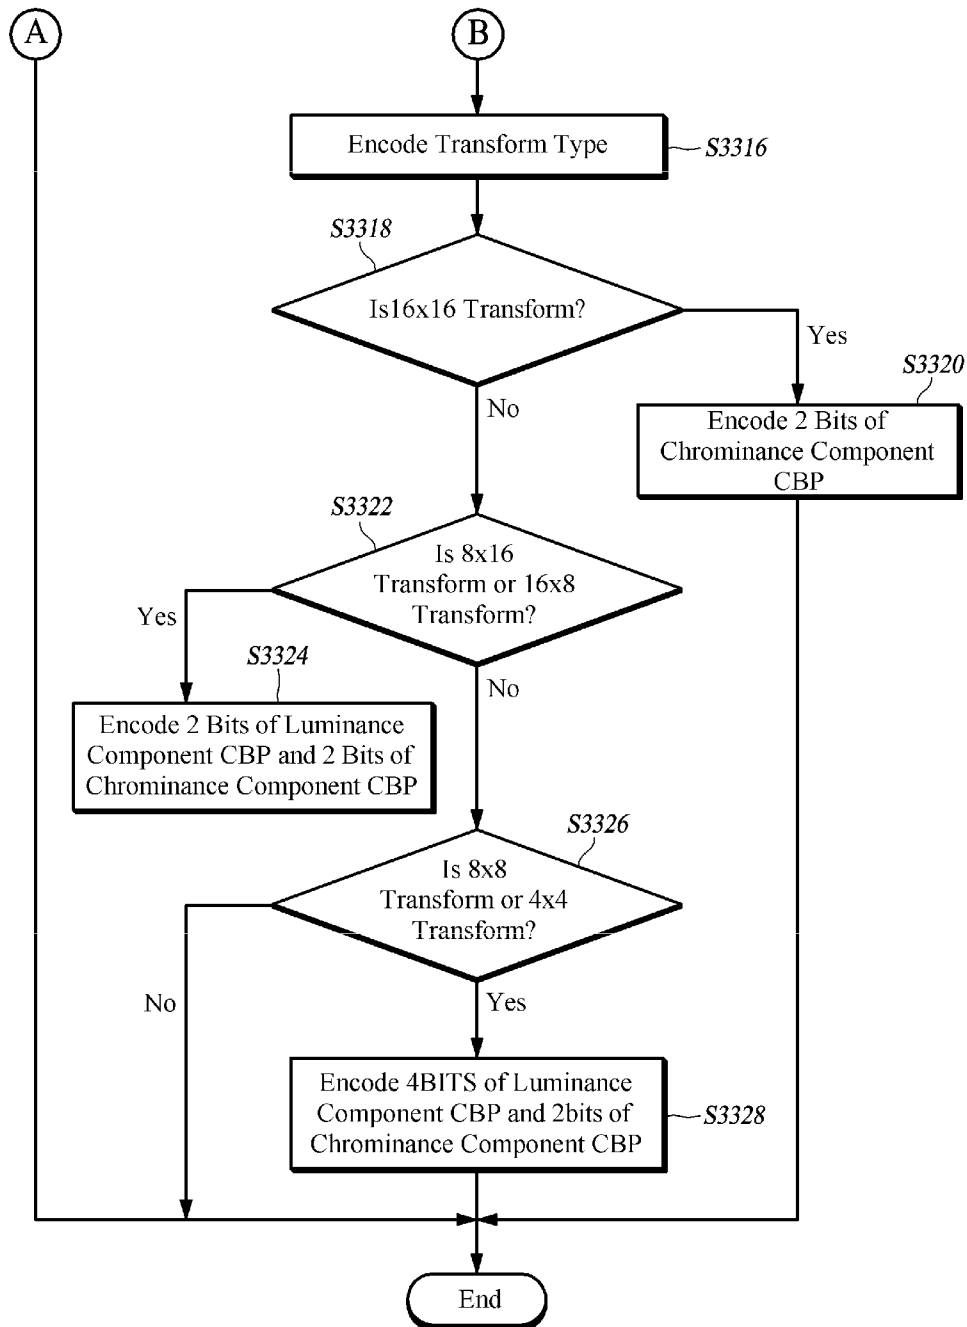 A
B
Encode Transform Type
S3316
S3318
Is16x16 Transform?
Yes
S3320
Encode 2 Bits of
Chrominance Component
CBP
No
S3322
Is 8x16
Transform or 16x8
Transform?
Yes
S3324
Encode 2 Bits of Luminance
Component CBP and 2 Bits of
Chrominance Component CBP
No
S3326
Is 8x8
Transform or 4x4
Transform?
No
Yes
Encode 4BITS of Luminance
Component CBP and 2bits of
Chrominance Component CBP
S3328
End